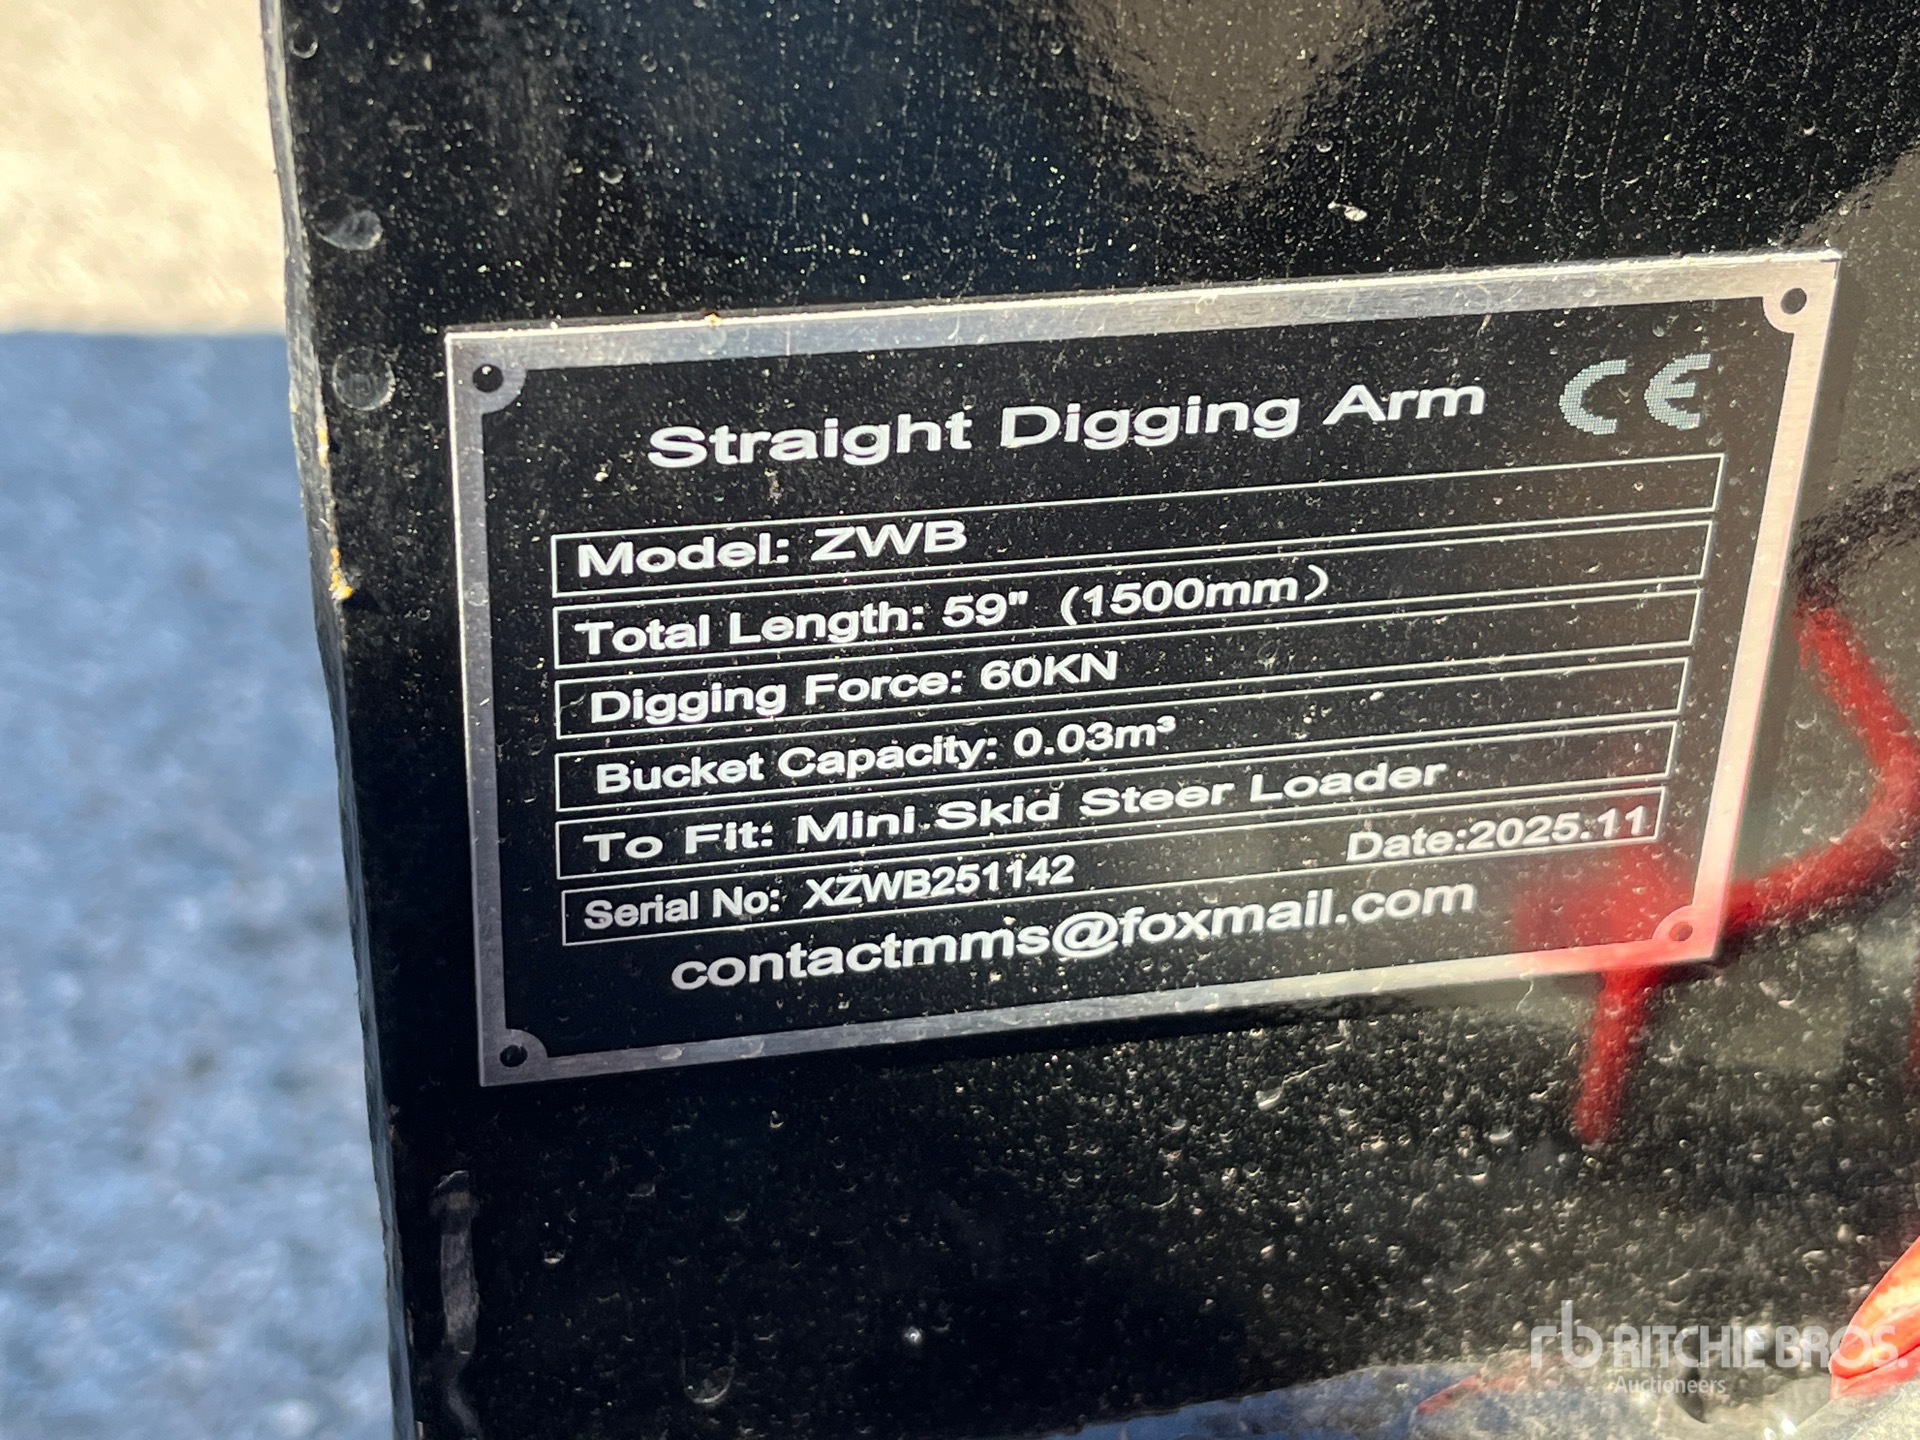 Straight Digging Arm CE
Model: ZWB
Total Length: 59" (1500mm)
Digging Force: 60KN
Bucket Capacity: 0.03m³
To Fit: Mini Skid Steer Loader
Serial No: XZWB251142 Date:2025.11
contactmms@foxmail.com
rb RITCHIE BROS.
Auctioneers